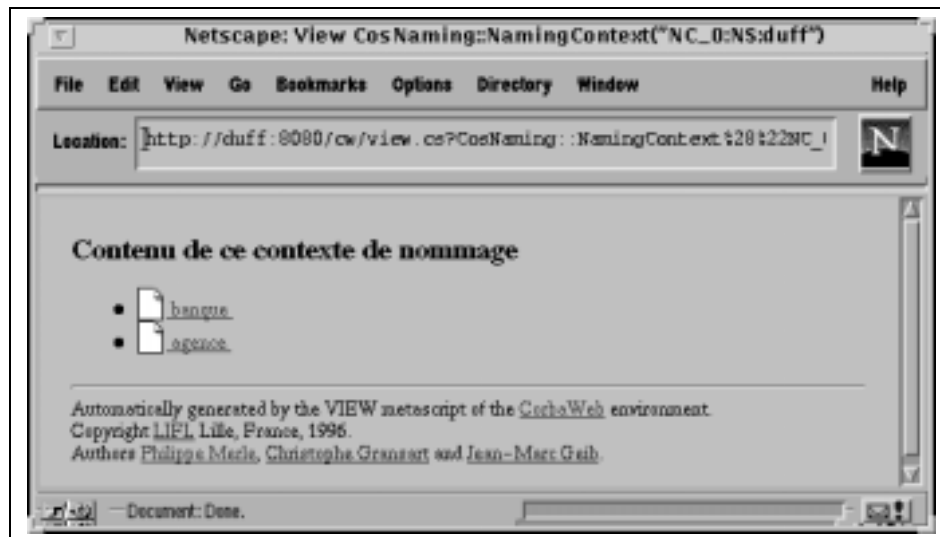 Netscape: View CosNaming::NamingContext("NC_0:NS:duff")
File Edit View Go Bookmarks Options Directory Window Help
Location: http://duff:8080/cw/view.cs?CosNaming::NamingContext%28%22NC_
N
Contenu de ce contexte de nommage
banque
agence
Automatically generated by the VIEW metascript of the CorbaWeb environment.
Copyright LIFL Lille, France, 1996.
Authors Philippe Merle, Christophe Gransart and Jean-Marc Geib.
Document: Done.